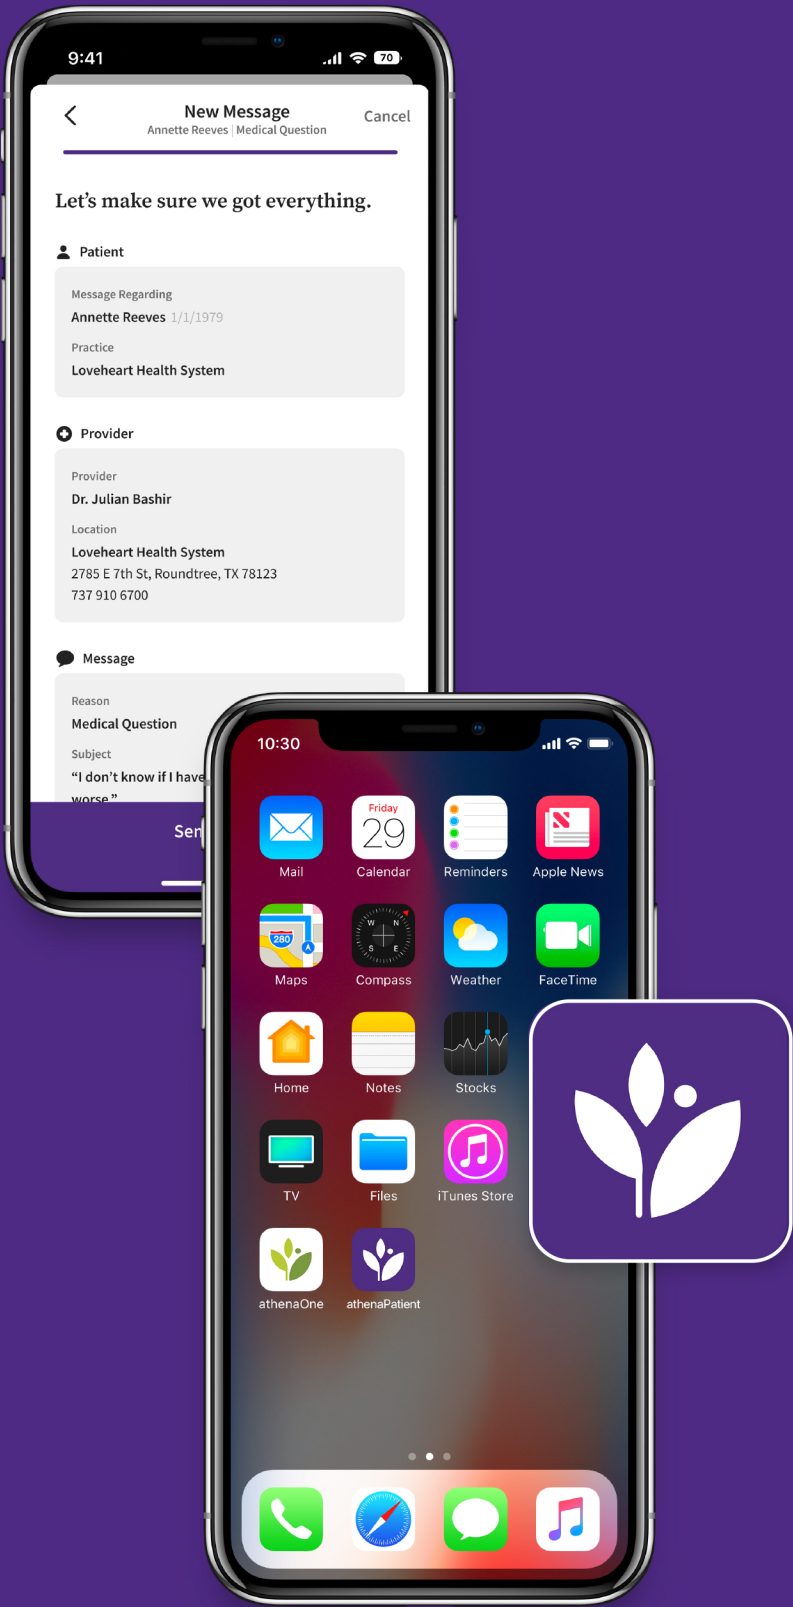 9:41
70
New Message
Cancel
Annette Reeves | Medical Question
Let's make sure we got everything.
Patient
Message Regarding
Annette Reeves 1/1/1979
Practice
Loveheart Health System
Provider
Provider
Dr. Julian Bashir
Location
Loveheart Health System
2785 E 7th St, Roundtree, TX 78123
737 910 6700
Message
Reason
Medical Question
Subject
“I don't know if I have
worse.”
10:30
Friday
29
Mail
Calendar
Reminders
Apple News
280
W N
S E
Maps
Compass
Weather
FaceTime
Home
Notes
Stocks
TV
Files
iTunes Store
athenaOne
athenaPatient